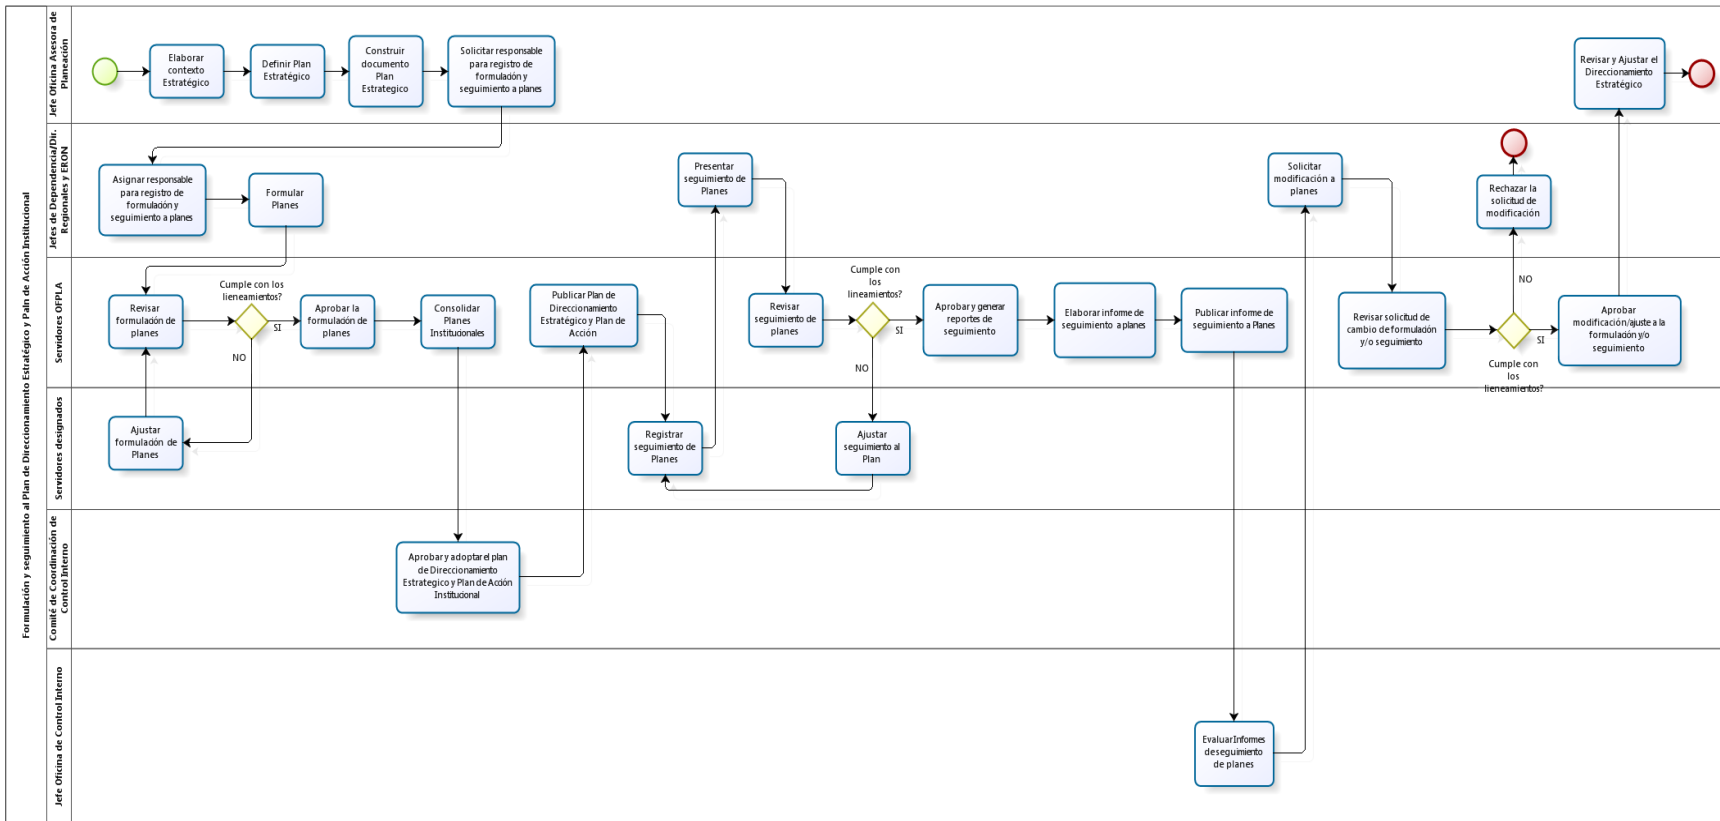 Formulación y seguimiento al Plan de Direccionamiento Estratégico y Paln de Acción Institucional
Jefe Oficina Asesora de
Planeación
Elaborar
contexto
Estratégico
Definir Plan
Estratégico
Construir
documento
Plan
Estrategico
Solicitar responsable
para registro de
formulación y
seguimiento a planes
Revisar y Ajustar el
Direccionamiento
Estratégico
Jefes de Dependencia/Dir.
Regionales y ERON
Asignar responsable
para registro de
formulación y
seguimiento a planes
Formular
Planes
Presentar
seguimiento de
Planes
Solicitar
modificación a
planes
Rechazar la
solicitud de
modificación
Servidores OFPLA
Revisar
formulación de
planes
Cumple con los
lieneamientos?
SI
NO
Aprobar la
formulación de
planes
Consolidar
Planes
Institucionales
Publicar Plan de
Direccionamiento
Estratégico y Plan de
Acción
Revisar
seguimiento de
planes
Cumple con
los
lineamientos?
SI
NO
Aprobar y generar
reportes de
seguimiento
Elaborar informe de
seguimiento a planes
Publicar informe de
seguimiento a Planes
Revisar solicitud de
cambio de formulación
y/o seguimiento
NO
SI
Cumple con
los
lieneamientos?
Aprobar
modificación/ajuste a la
formulación y/o
seguimiento
Servidores designados
Ajustar
formulación de
Planes
Registrar
seguimiento de
Planes
Ajustar
seguimiento al
Plan
Comité de Coordinación de
Control Interno
Aprobar y adoptar el plan
de Direccionamiento
Estrategico y Plan de Acción
Institucional
Jefe Oficina de Control Interno
Evaluar Informes
de seguimiento
de planes